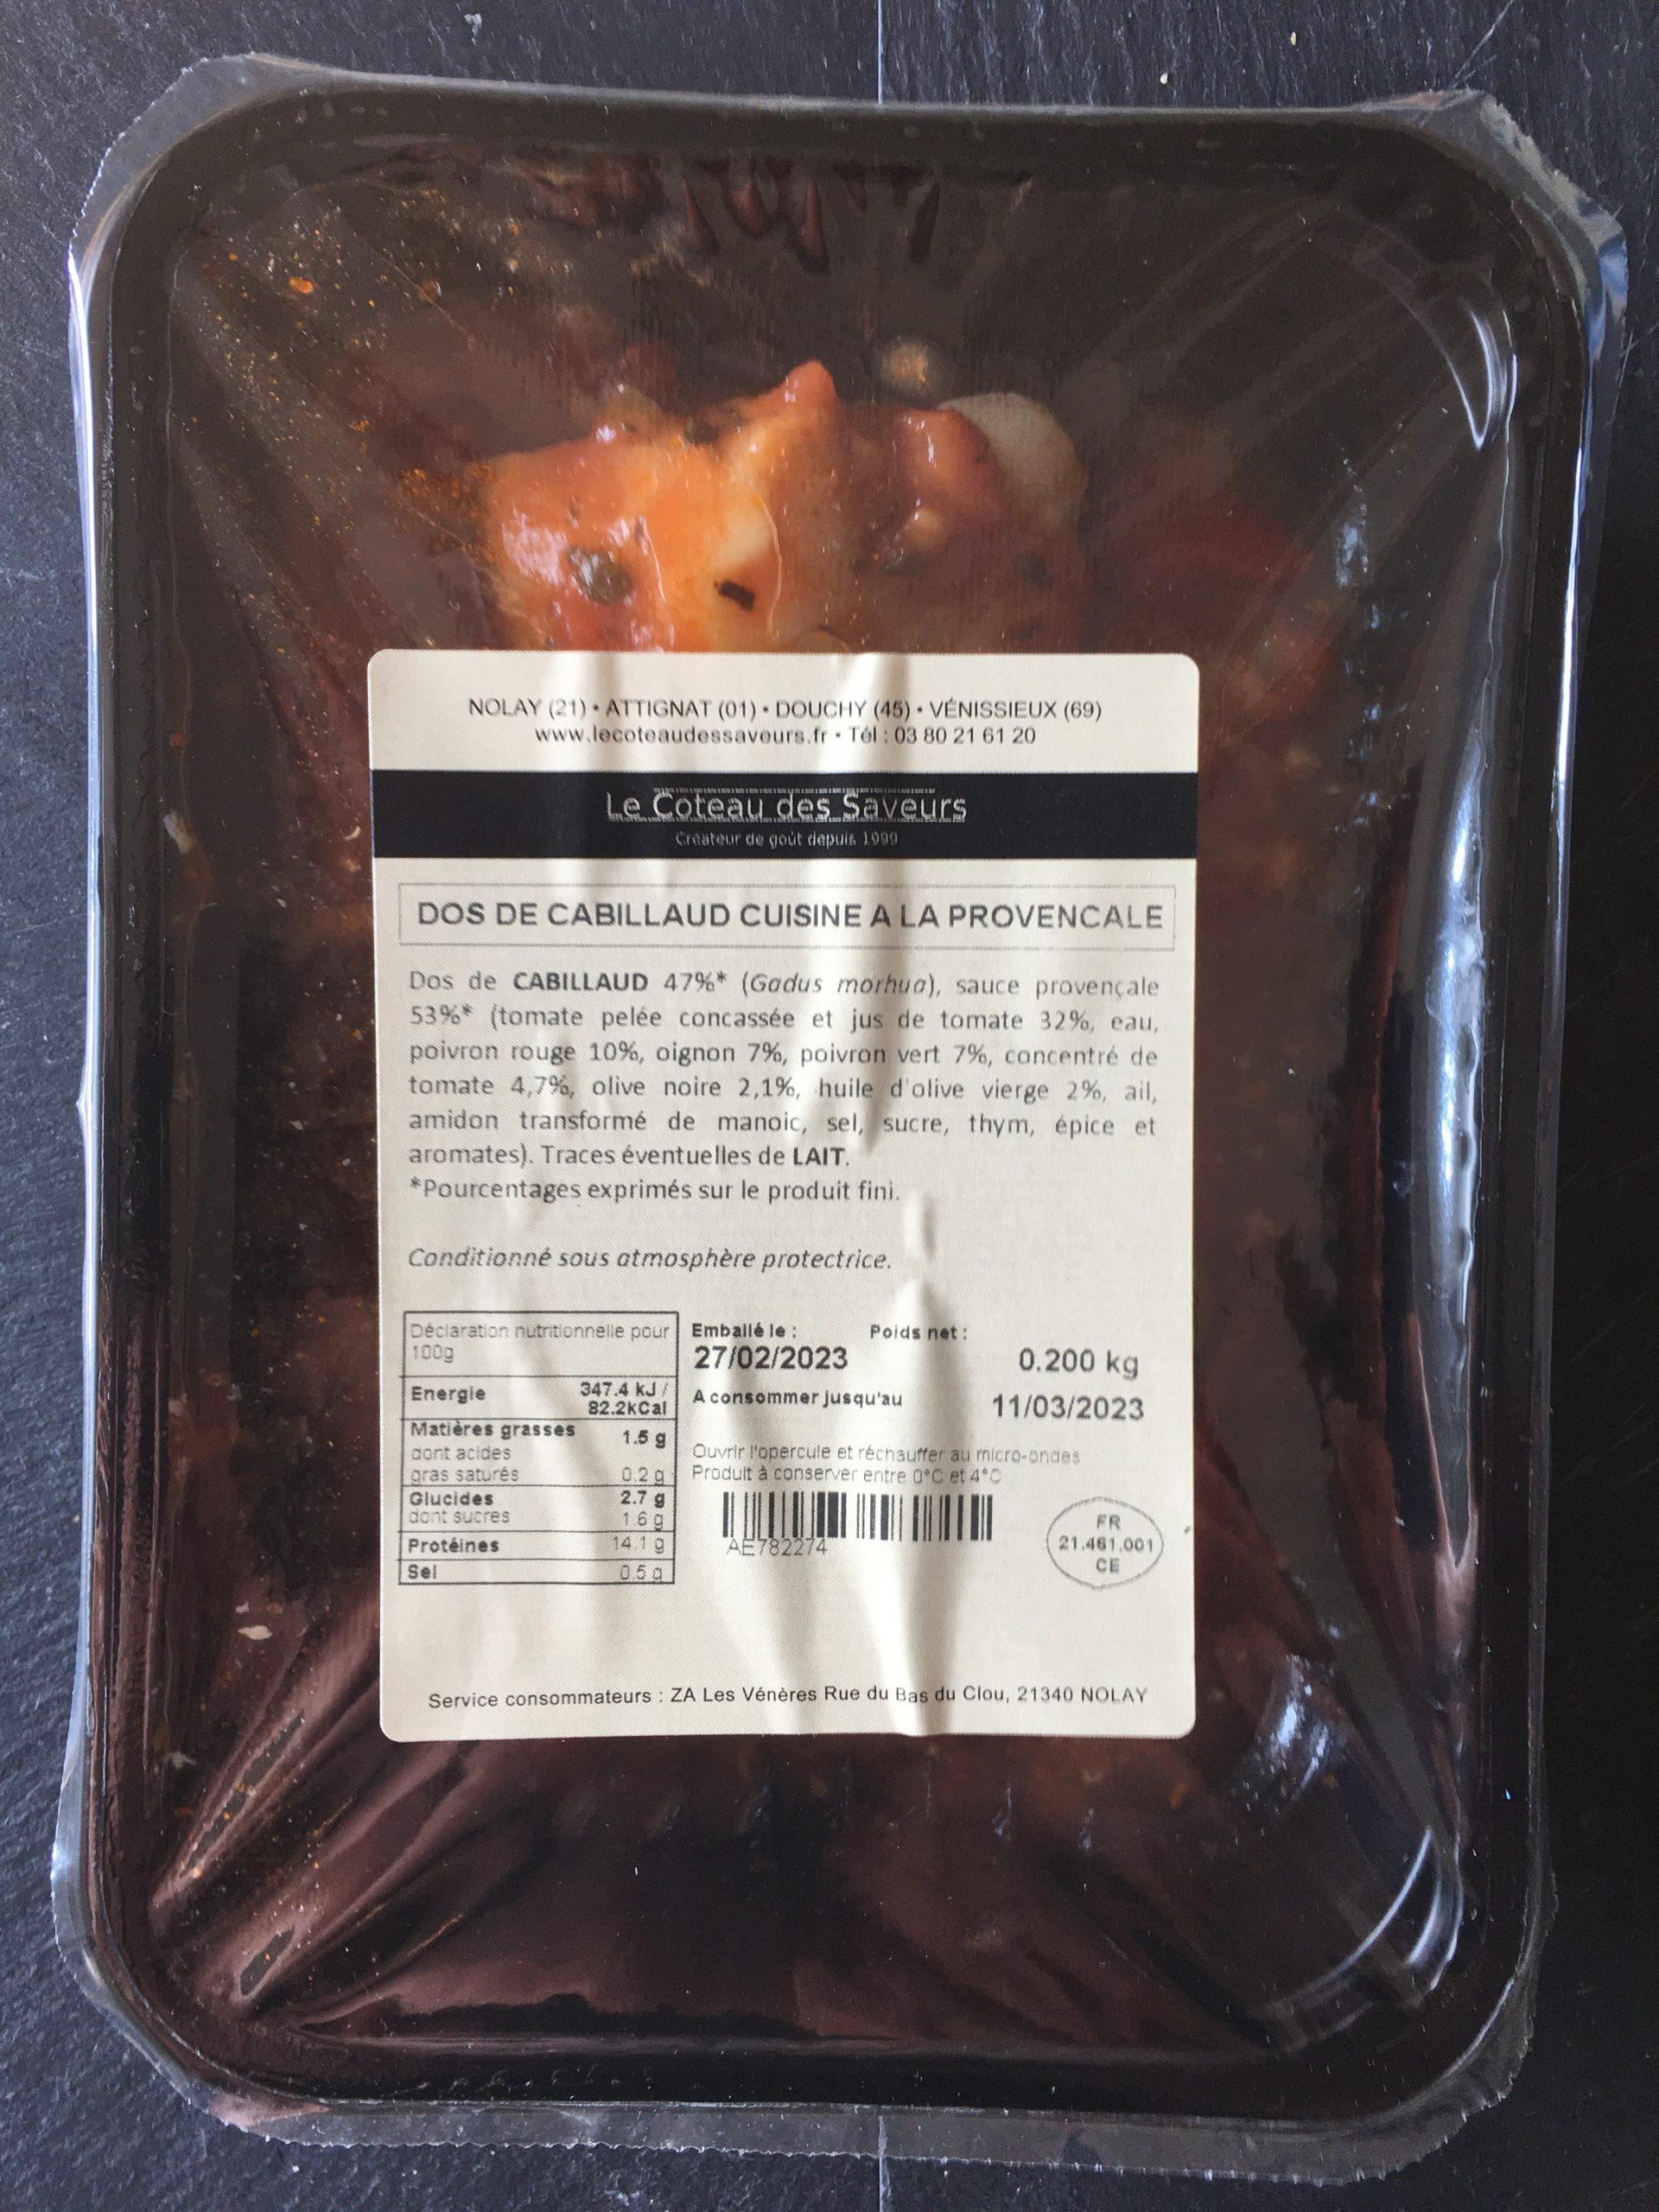 NOLAY (21) • ATTIGNAT (01) • DOUCHY (45) • VÉNISSIEUX (69)
www.lecoteaudessaveurs.fr • Tél : 03 80 21 61 20
Le Coteau des Saveurs
Créateur de goût depuis 1999
DOS DE CABILLAUD CUISINE A LA PROVENCALE
Dos de CABILLAUD 47%* (Gadus morhua), sauce provençale
53%* (tomate pelée concassée et jus de tomate 32%, eau,
poivron rouge 10%, oignon 7%, poivron vert 7%, concentré de
tomate 4,7%, olive noire 2,1%, huile d'olive vierge 2%, ail,
amidon transformé de manoic, sel, sucre, thym, épice et
aromates). Traces éventuelles de LAIT.
*Pourcentages exprimés sur le produit fini.
Conditionné sous atmosphère protectrice.
Déclaration nutritionnelle pour
100g
Energie 347.4 kJ /
82.2kCal
Matières grasses 1.5 g
dont acides
gras saturés 0.2 g
Glucides 2.7 g
dont sucres 1.6 g
Protéines 14.1 g
Sel 0.5 g
Emballé le : Poids net :
27/02/2023 0.200 kg
A consommer jusqu'au 11/03/2023
Ouvrir l'opercule et réchauffer au micro-ondes
Produit à conserver entre 0°C et 4°C
AE782274
FR
21.461.001
CE
Service consommateurs : ZA Les Vénères Rue du Bas du Clou, 21340 NOLAY